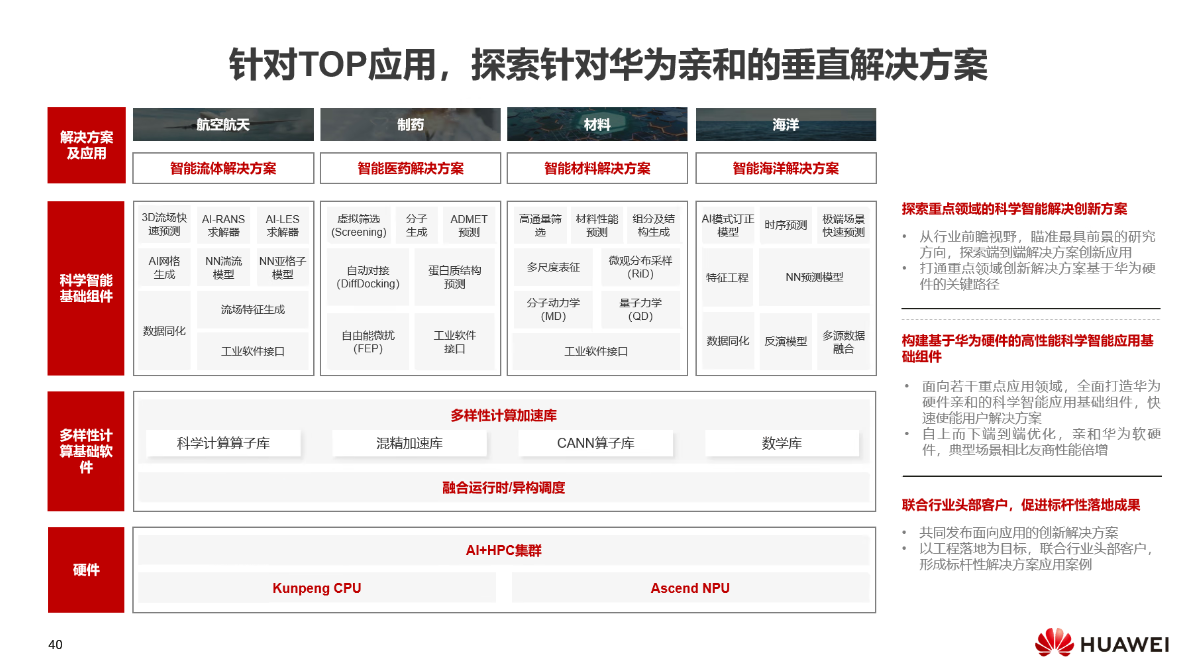 针对TOP应用，探索针对华为亲和的垂直解决方案
解决方案
及应用
航空航天
制药
材料
海洋
智能流体解决方案
智能医药解决方案
智能材料解决方案
智能海洋解决方案
科学智能
基础组件
3D流场快
速预测
AI-RANS
求解器
AI-LES
求解器
AI网格
生成
NN湍流
模型
NN亚格子
模型
数据同化
流场特征生成
工业软件接口
虚拟筛选
(Screening)
分子
生成
ADMET
预测
自动对接
(DiffDocking)
蛋白质结构
预测
自由能微扰
(FEP)
工业软件
接口
高通量筛
选
材料性能
预测
组分及结
构生成
多尺度表征
微观分布采样
(RiD)
分子动力学
(MD)
量子力学
(QD)
工业软件接口
AI模式订正
模型
时序预测
极端场景
快速预测
特征工程
NN预测模型
数据同化
反演模型
多源数据
融合
多样性计
算基础软
件
多样性计算加速库
科学计算算子库
混精加速库
CANN算子库
数学库
融合运行时/异构调度
硬件
AI+HPC集群
Kunpeng CPU
Ascend NPU
探索重点领域的科学智能解决创新方案
• 从行业前瞻视野，瞄准最具前景的研究
方向，探索端到端解决方案创新应用
• 打通重点领域创新解决方案基于华为硬
件的关键路径
构建基于华为硬件的高性能科学智能应用基
础组件
• 面向若干重点应用领域，全面打造华为
硬件亲和的科学智能应用基础组件，快
速使能用户解决方案
• 自上而下端到端优化，亲和华为软硬
件，典型场景相比友商性能倍增
联合行业头部客户，促进标杆性落地成果
• 共同发布面向应用的创新解决方案
• 以工程落地为目标，联合行业头部客户，
形成标杆性解决方案应用案例
40
HUAWEI